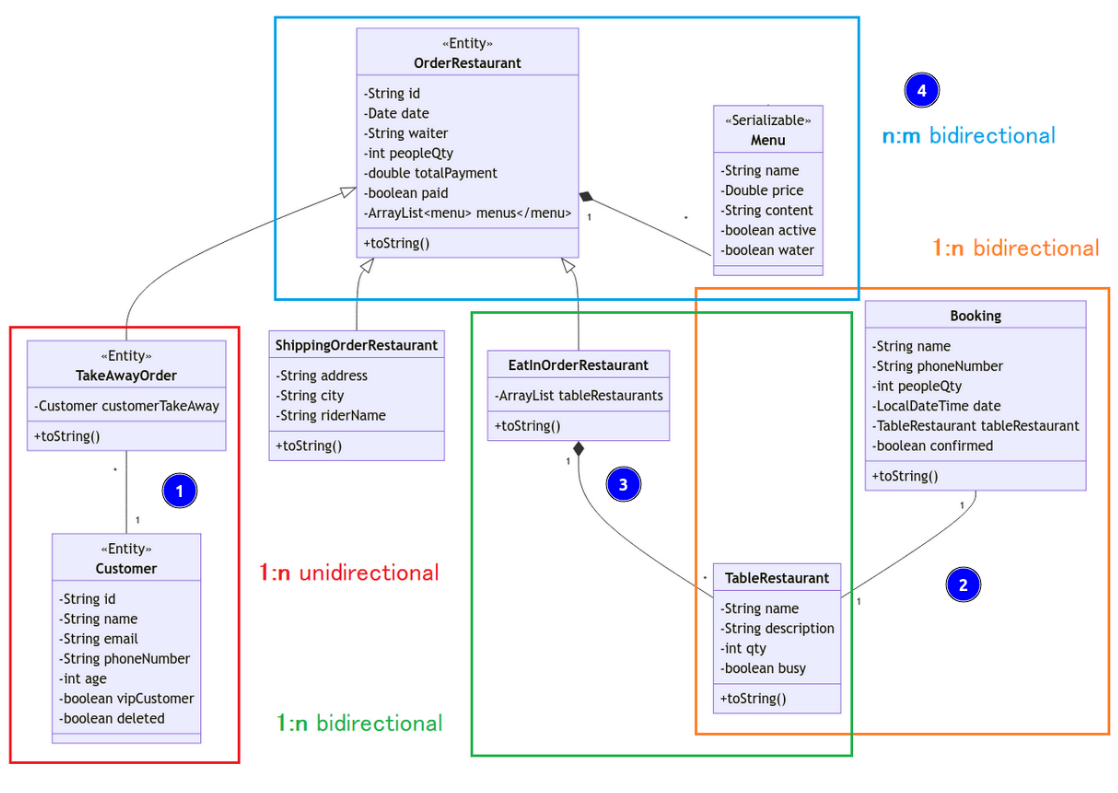 «Entity»
OrderRestaurant
-String id
-Date date
-String waiter
-int peopleQty
-double totalPayment
-boolean paid
-ArrayList<menu> menus</menu>
+toString()
1
*
«Serializable»
Menu
-String name
-Double price
-String content
-boolean active
-boolean water
4
n:m bidirectional
1:n bidirectional
«Entity»
TakeAwayOrder
-Customer customerTakeAway
+toString()
*
1
1
«Entity»
Customer
-String id
-String name
-String email
-String phoneNumber
-int age
-boolean vipCustomer
-boolean deleted
1:n unidirectional
ShippingOrderRestaurant
-String address
-String city
-String riderName
+toString()
EatInOrderRestaurant
-ArrayList tableRestaurants
+toString()
1
3
*
1:n bidirectional
Booking
-String name
-String phoneNumber
-int peopleQty
-LocalDateTime date
-TableRestaurant tableRestaurant
-boolean confirmed
+toString()
1
2
1
TableRestaurant
-String name
-String description
-int qty
-boolean busy
+toString()